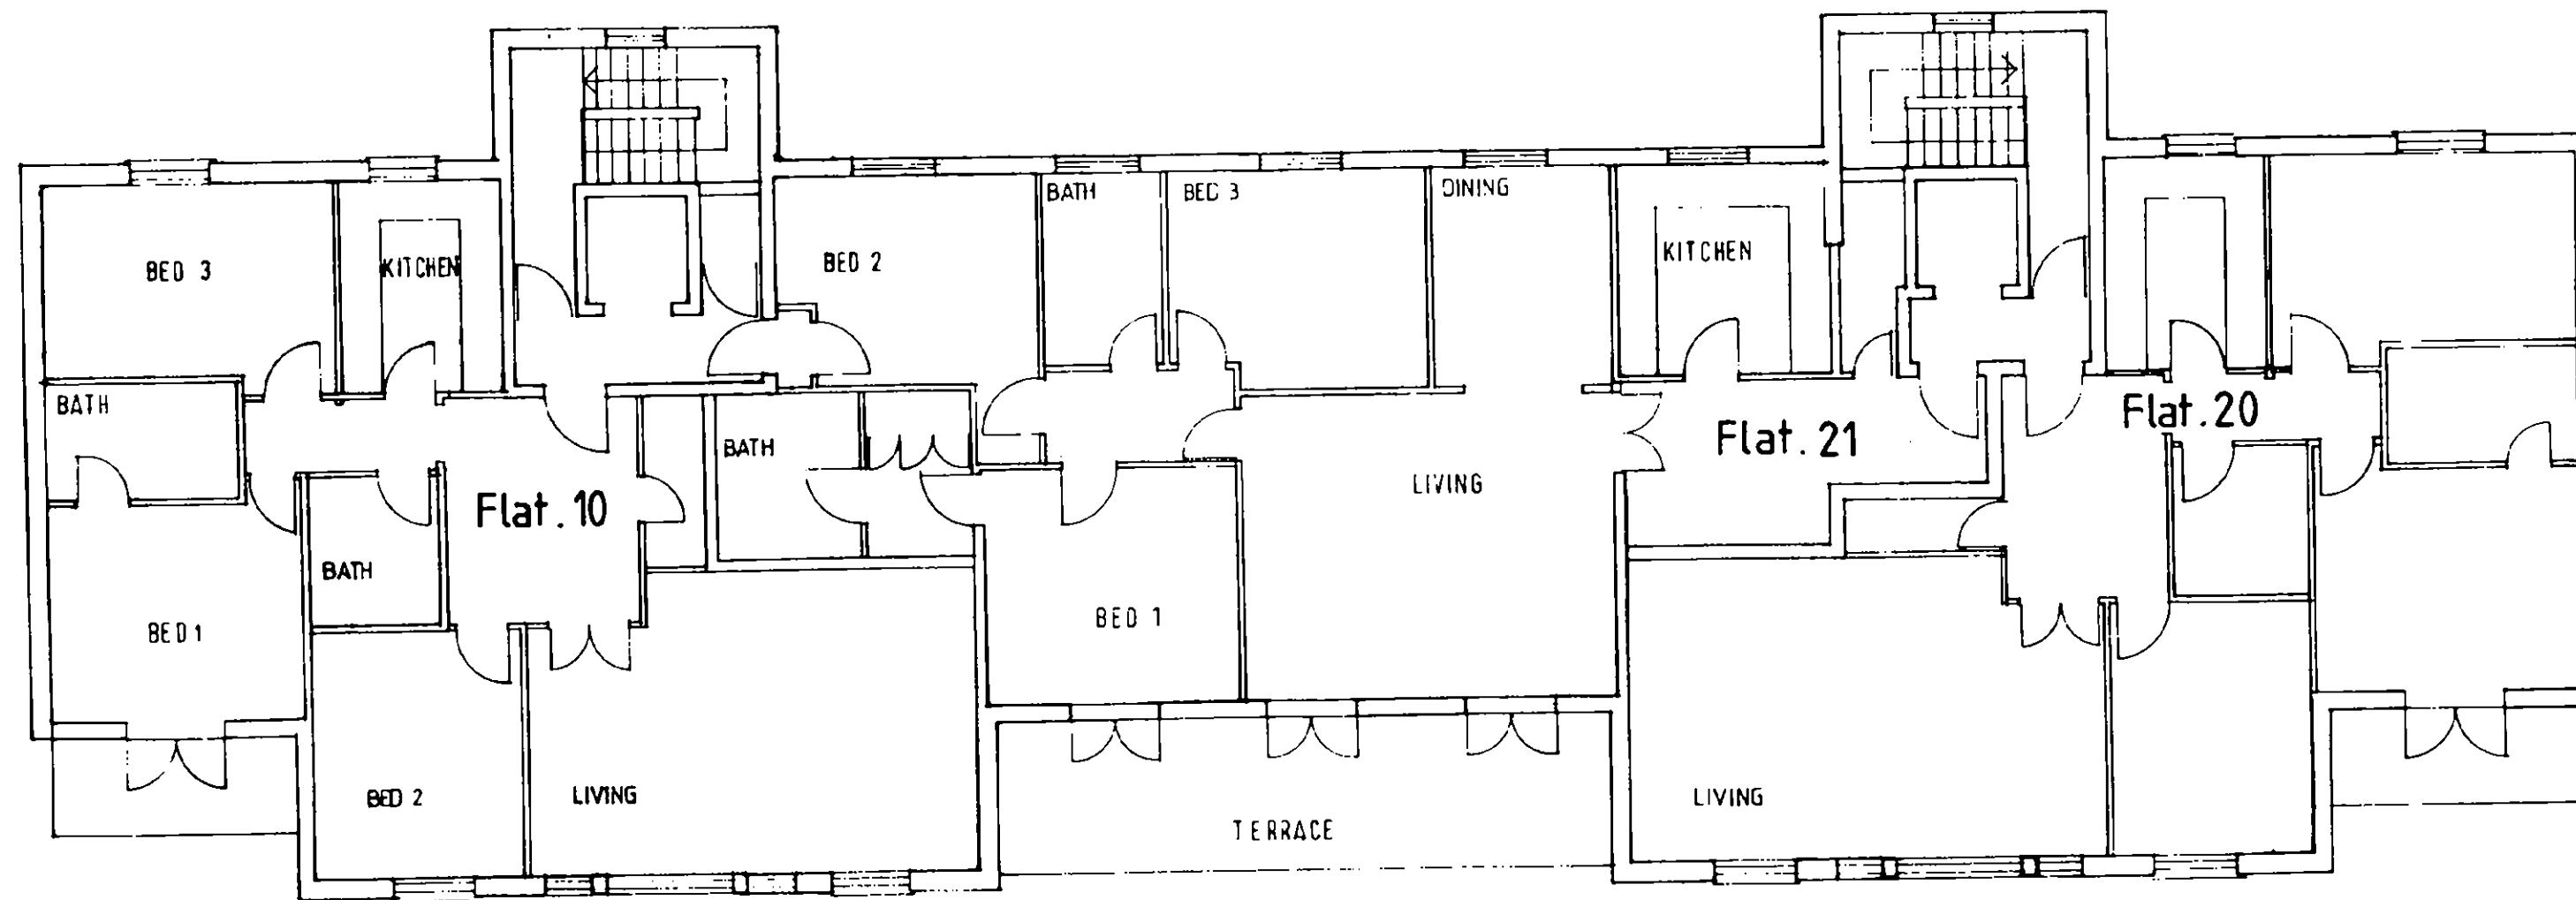 BATH
BED 3
DINING
BED 3
KITCHEN
BED 2
KITCHEN
BATH
Flat. 10
BATH
Flat. 21
Flat. 20
LIVING
BATH
BED 1
BED 1
BED 2
LIVING
LIVING
TERRACE